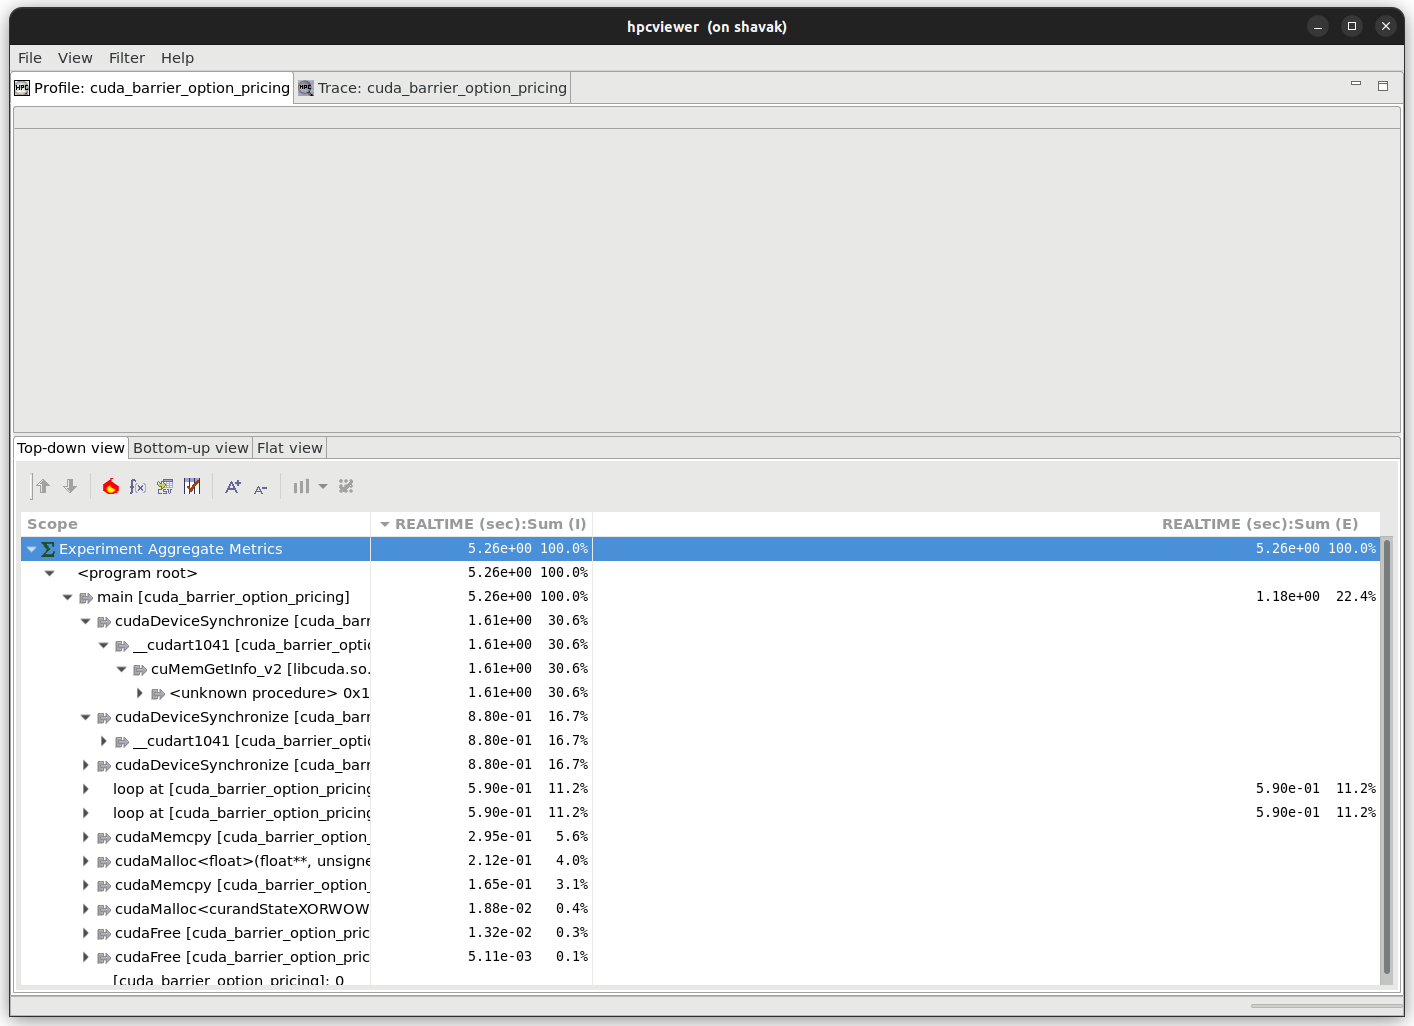 hpcviewer (on shavak)
File View Filter Help
Profile: cuda_barrier_option_pricing Trace: cuda_barrier_option_pricing
Top-down view Bottom-up view Flat view
Scope REALTIME (sec):Sum (I) REALTIME (sec):Sum (E)
Experiment Aggregate Metrics 5.26e+00 100.0% 5.26e+00 100.0%
<program root> 5.26e+00 100.0%
main [cuda_barrier_option_pricing] 5.26e+00 100.0% 1.18e+00 22.4%
cudaDeviceSynchronize [cuda_barr 1.61e+00 30.6%
__cudart1041 [cuda_barrier_optic 1.61e+00 30.6%
cuMemGetInfo_v2 [libcuda.so. 1.61e+00 30.6%
<unknown procedure> 0x1 1.61e+00 30.6%
cudaDeviceSynchronize [cuda_barr 8.80e-01 16.7%
__cudart1041 [cuda_barrier_optic 8.80e-01 16.7%
cudaDeviceSynchronize [cuda_barr 8.80e-01 16.7%
loop at [cuda_barrier_option_pricing 5.90e-01 11.2% 5.90e-01 11.2%
loop at [cuda_barrier_option_pricing 5.90e-01 11.2% 5.90e-01 11.2%
cudaMemcpy [cuda_barrier_option_ 2.95e-01 5.6%
cudaMalloc<float>(float**, unsigne 2.12e-01 4.0%
cudaMemcpy [cuda_barrier_option_ 1.65e-01 3.1%
cudaMalloc<curandStateXORWOW 1.88e-02 0.4%
cudaFree [cuda_barrier_option_pric 1.32e-02 0.3%
cudaFree [cuda_barrier_option_pric 5.11e-03 0.1%
[cuda_barrier_option_pricing]: 0